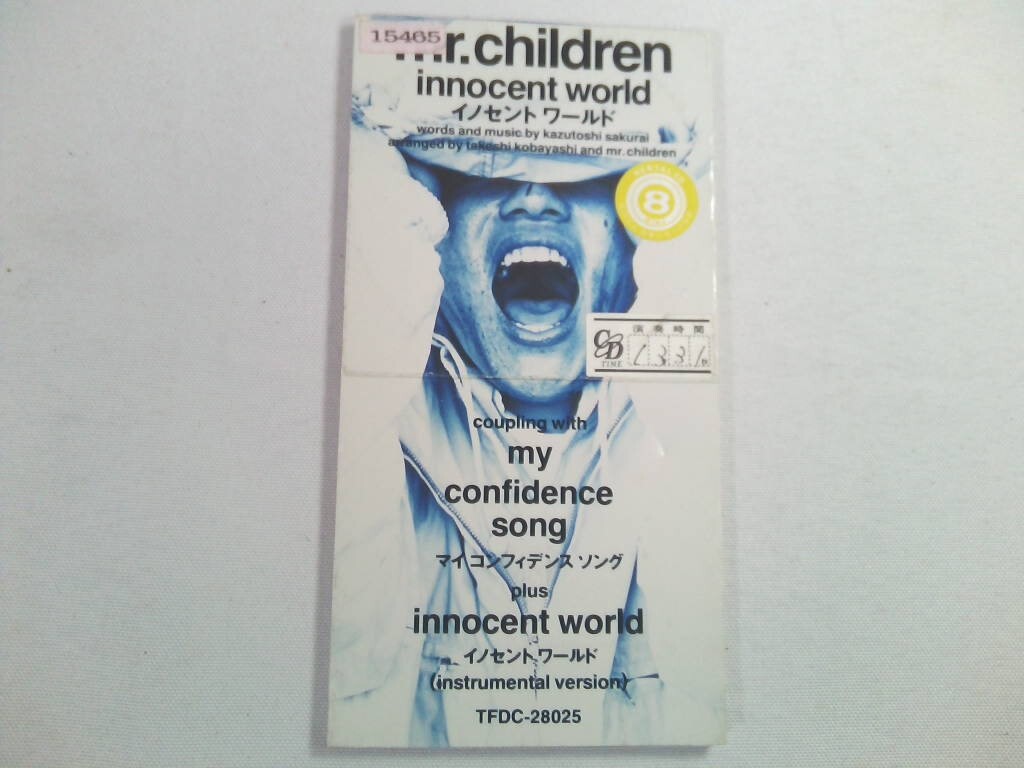 15465
mr.children
innocent world
イノセント ワールド
words and music by kazutoshi sakurai
arranged by takeshi kobayashi and mr.children
8
演奏時間
CD
TIME
coupling with
my
confidence
song
マイ コンフィデンス ソング
plus
innocent world
イノセント ワールド
(instrumental version)
TFDC-28025